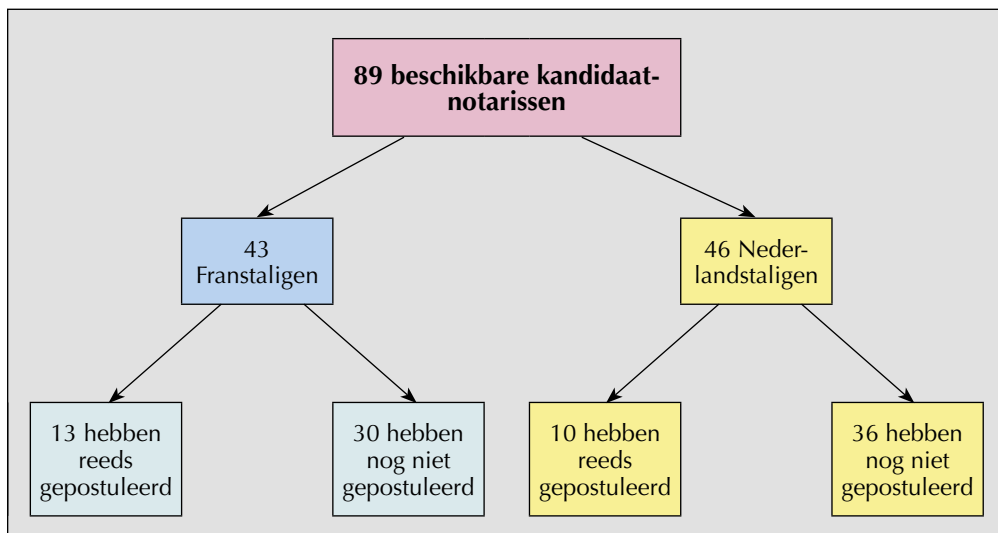 89 beschikbare kandidaat-
notarissen
43
Franstaligen
46 Neder-
landstaligen
13 hebben
reeds
gepostuleerd
30 hebben
nog niet
gepostuleerd
10 hebben
reeds
gepostuleerd
36 hebben
nog niet
gepostuleerd